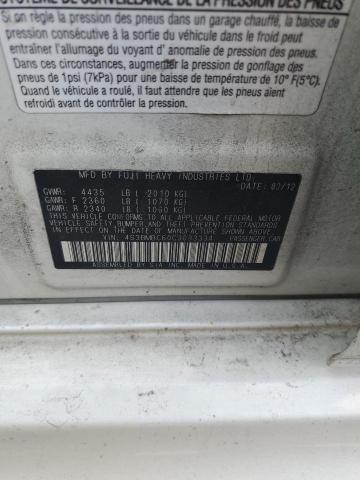 SYSTÈME DE SURVEILLANCE DE LA PRESSION DES PNEUS
Si on règle la pression des pneus dans un garage chauffé, la baisse de
pression consécutive à la sortie du véhicule dans le froid peut
entraîner l'allumage du voyant d' anomalie de pression des pneus.
Dans ces circonstances, augmenter la pression de gonflage des
pneus de 1psi (7kPa) pour une baisse de température de 10° F(5°C).
Quand le véhicule a roulé, il faut attendre que les pneus aient
refroidi avant de contrôler la pression.
MFD BY FUJI HEAVY INDUSTRIES LTD.
DATE: 03/12
GVWR: 4435 LB ( 2010 KG)
GAWR: F 2360 LB ( 1070 KG)
GAWR: R 2340 LB ( 1060 KG)
THIS VEHICLE CONFORMS TO ALL APPLICABLE FEDERAL MOTOR
VEHICLE SAFETY, BUMPER, AND THEFT PREVENTION STANDARDS
IN EFFECT ON THE DATE OF MANUFACTURE SHOWN ABOVE.
VIN: 4S3BMBC60C3033334 PASSENGER CAR
ASSEMBLED BY SIA, INC. MADE IN U.S.A.